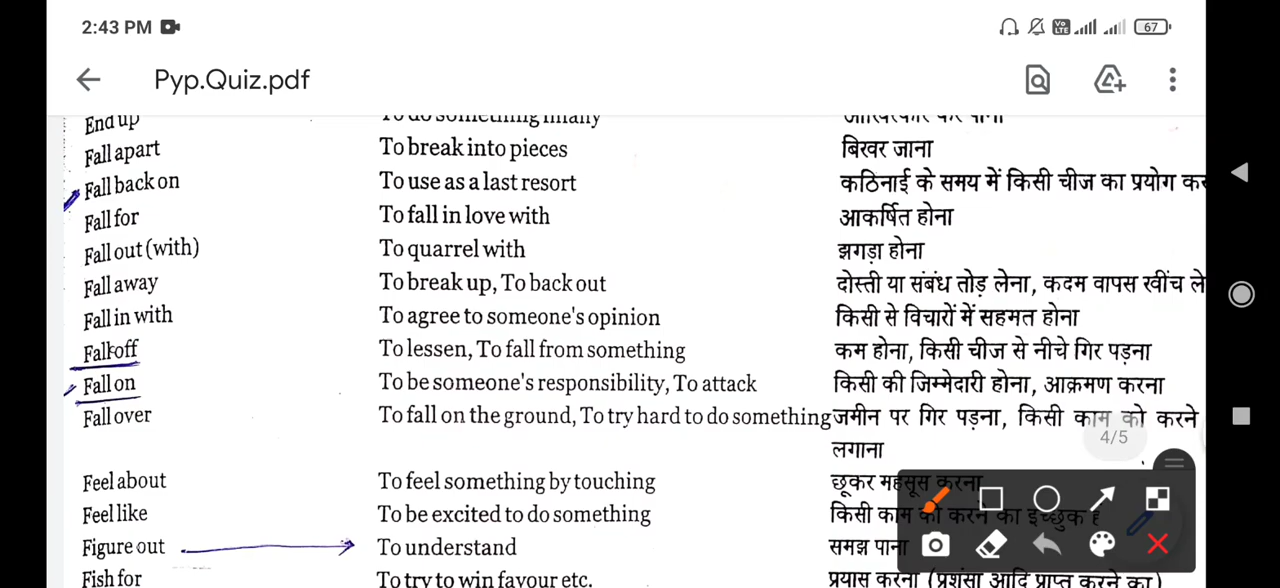 2:43 PM 67
Pyp.Quiz.pdf
End up
Fall apart To break into pieces बिखर जाना
Fall back on To use as a last resort कठिनाई के समय में किसी चीज का प्रयोग कर
Fall for To fall in love with आकर्षित होना
Fall out (with) To quarrel with झगड़ा होना
Fall away To break up, To back out दोस्ती या संबंध तोड़ लेना, कदम वापस खींच ले
Fall in with To agree to someone's opinion किसी से विचारों में सहमत होना
Fall off To lessen, To fall from something कम होना, किसी चीज से नीचे गिर पड़ना
Fall on To be someone's responsibility, To attack किसी की जिम्मेदारी होना, आक्रमण करना
Fall over To fall on the ground, To try hard to do something जमीन पर गिर पड़ना, किसी काम को करने
लगाना
4/5
Feel about To feel something by touching छूकर महसूस करना
Feel like To be excited to do something किसी काम को करने का इच्छुक
Figure out To understand समझ पाना
Fish for To try to win favour etc. प्रयास करना (प्रशंसा आदि प्राप्त करने का)